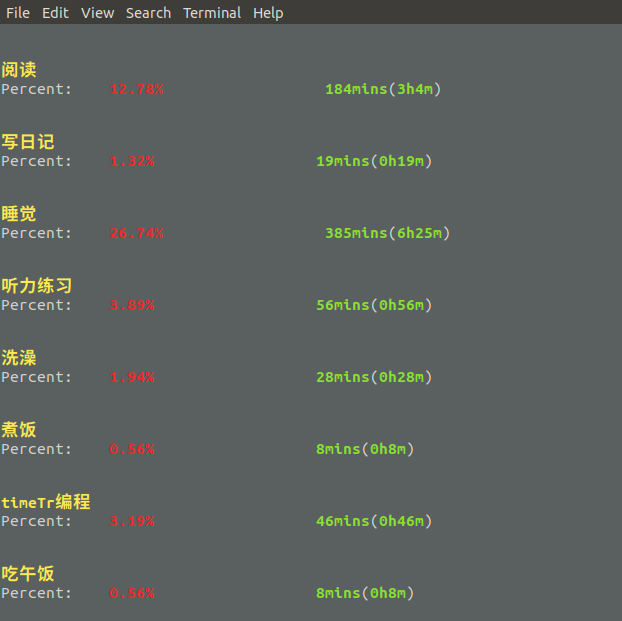 File Edit View Search Terminal Help
阅读
Percent: 12.78% 184mins(3h4m)
写日记
Percent: 1.32% 19mins(0h19m)
睡觉
Percent: 26.74% 385mins(6h25m)
听力练习
Percent: 3.89% 56mins(0h56m)
洗澡
Percent: 1.94% 28mins(0h28m)
煮饭
Percent: 0.56% 8mins(0h8m)
timeTr编程
Percent: 3.19% 46mins(0h46m)
吃午饭
Percent: 0.56% 8mins(0h8m)